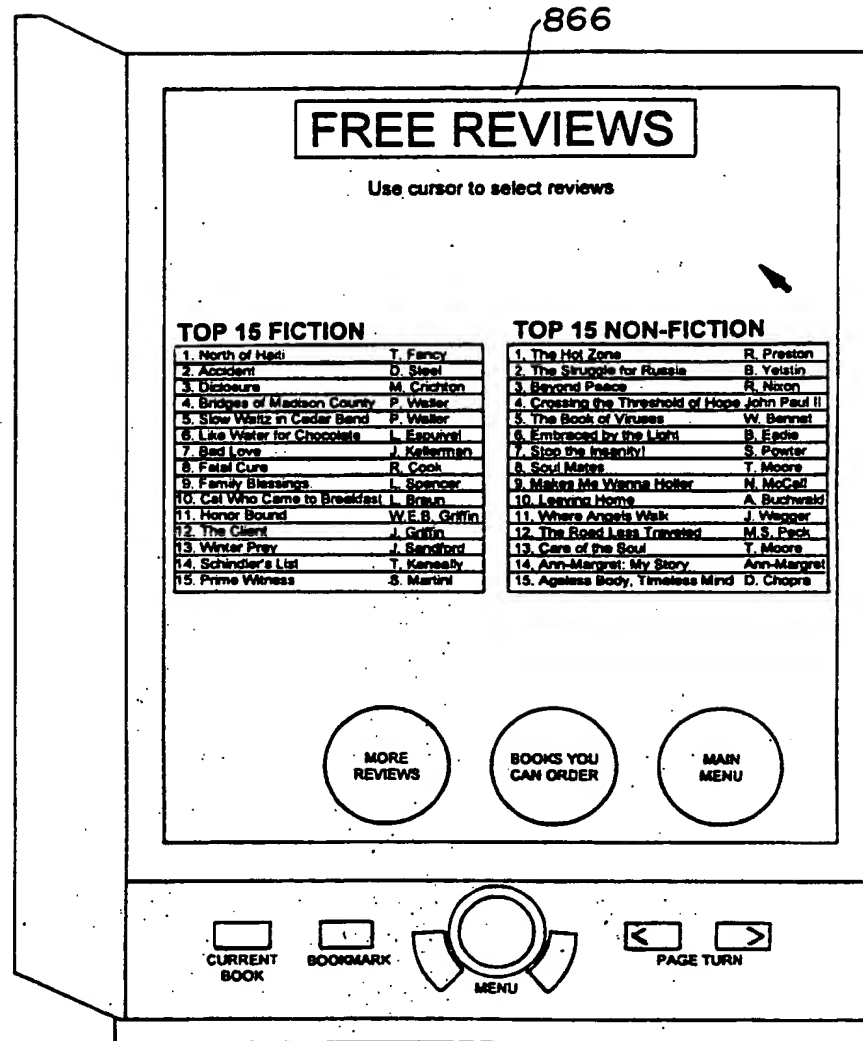 866
FREE REVIEWS
Use cursor to select reviews
TOP 15 FICTION
1. North of Haiti T. Fancy
2. Accident D. Steel
3. Diclosure M. Crichton
4. Bridges of Madison County P. Waller
5. Slow Waltz in Cedar Bend P. Waller
6. Like Water for Chocolate L. Esquivel
7. Bad Love J. Kellerman
8. Fatal Cure R. Cook
9. Family Blessings L. Spencer
10. Cat Who Came to Breakfast L. Braun
11. Honor Bound W.E.B. Griffin
12. The Client J. Griffin
13. Winter Prey J. Sandford
14. Schindler's List T. Keneally
15. Prime Witness S. Martini
TOP 15 NON-FICTION
1. The Hot Zone R. Preston
2. The Struggle for Russia B. Yelstin
3. Beyond Peace R. Nixon
4. Crossing the Threshold of Hope John Paul II
5. The Book of Viruses W. Bennet
6. Embraced by the Light B. Eadie
7. Stop the Insanity! S. Powter
8. Soul Mates T. Moore
9. Makes Me Wanna Holler N. McCall
10. Leaving Home A. Buchwald
11. Where Angels Walk J. Wegger
12. The Road Less Traveled M.S. Peck
13. Care of the Soul T. Moore
14. Ann-Margret: My Story Ann-Margret
15. Ageless Body, Timeless Mind D. Chopra
MORE
REVIEWS
BOOKS YOU
CAN ORDER
MAIN
MENU
CURRENT
BOOK
BOOKMARK
MENU
< >
PAGE TURN